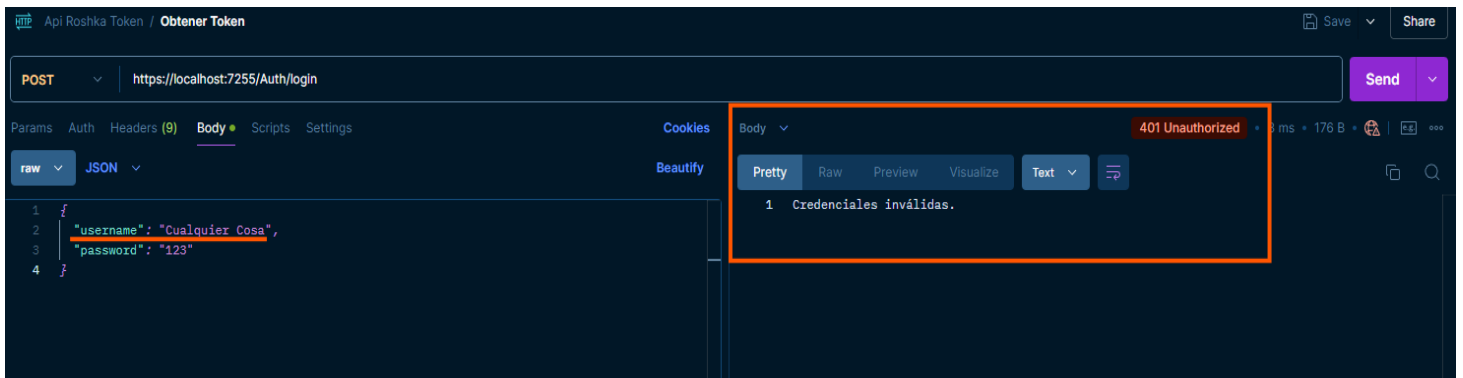 HTTP Api Roshka Token / Obtener Token Save Share
POST https://localhost:7255/Auth/login Send
Params Auth Headers (9) Body Scripts Settings Cookies
raw JSON Beautify
1 {
2 "username": "Cualquier Cosa",
3 "password": "123"
4 }
Body 401 Unauthorized ms • 176 B • e.g.
Pretty Raw Preview Visualize Text
1 Credenciales inválidas.